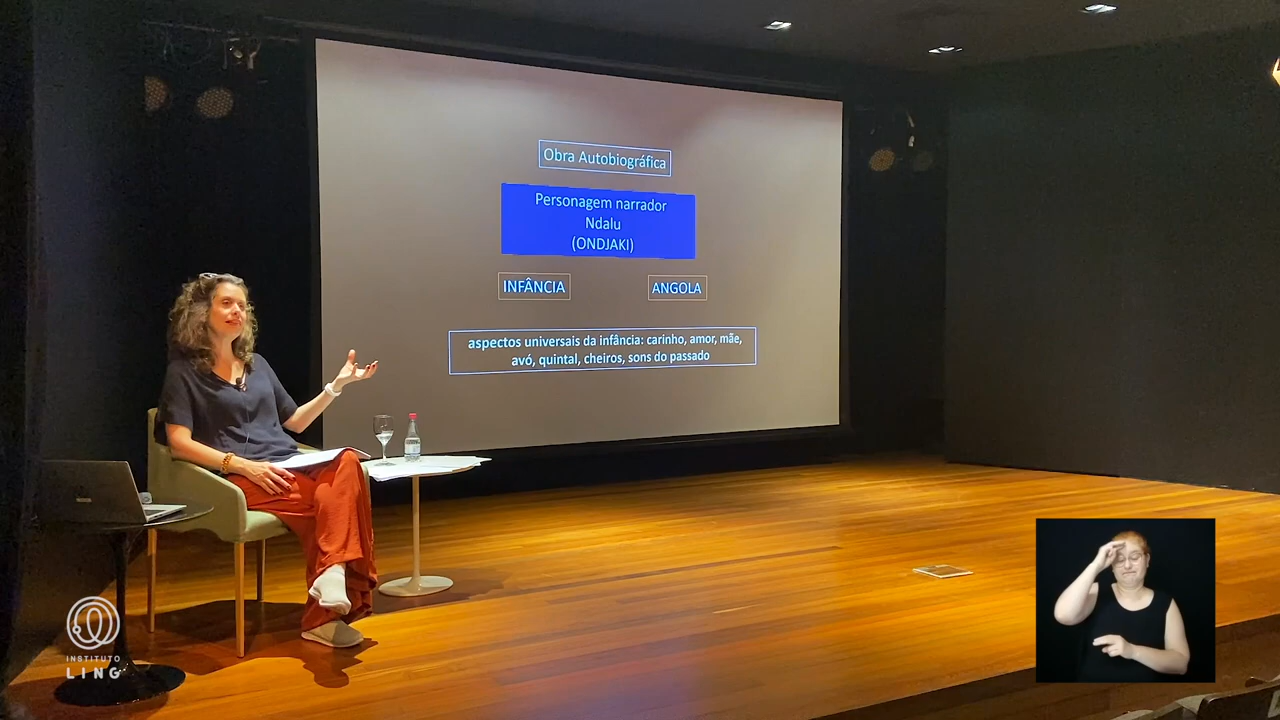 Obra Autobiográfica
Personagem narrador
Ndalu
(ONDJAKI)
INFÂNCIA
ANGOLA
aspectos universais da infância: carinho, amor, mãe,
avó, quintal, cheiros, sons do passado
INSTITUTO
LING